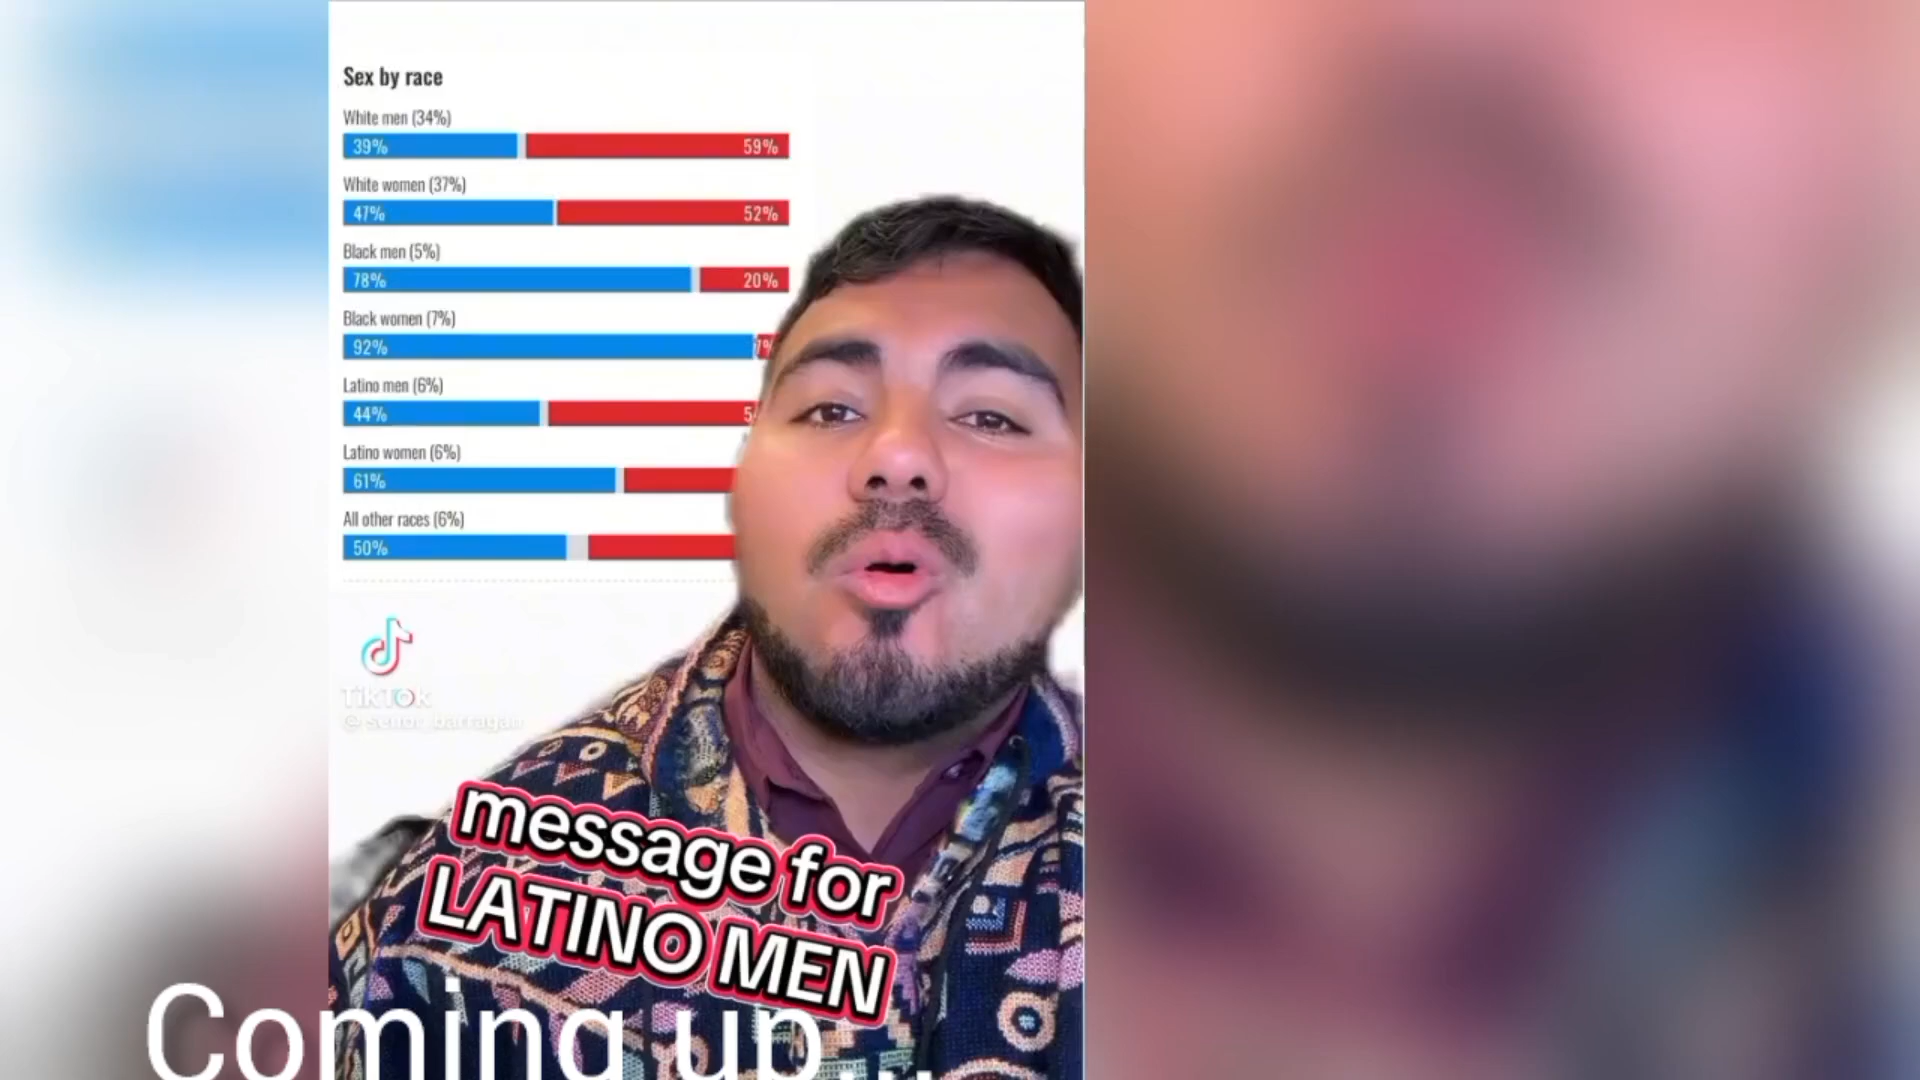 Sex by race
White men (34%)
39% 59%
White women (37%)
47% 52%
Black men (5%)
78% 20%
Black women (7%)
92% 7%
Latino men (6%)
44%
Latino women (6%)
61%
All other races (6%)
50%
TikTok
@ senor_barragan
message for
LATINO MEN
Coming up...